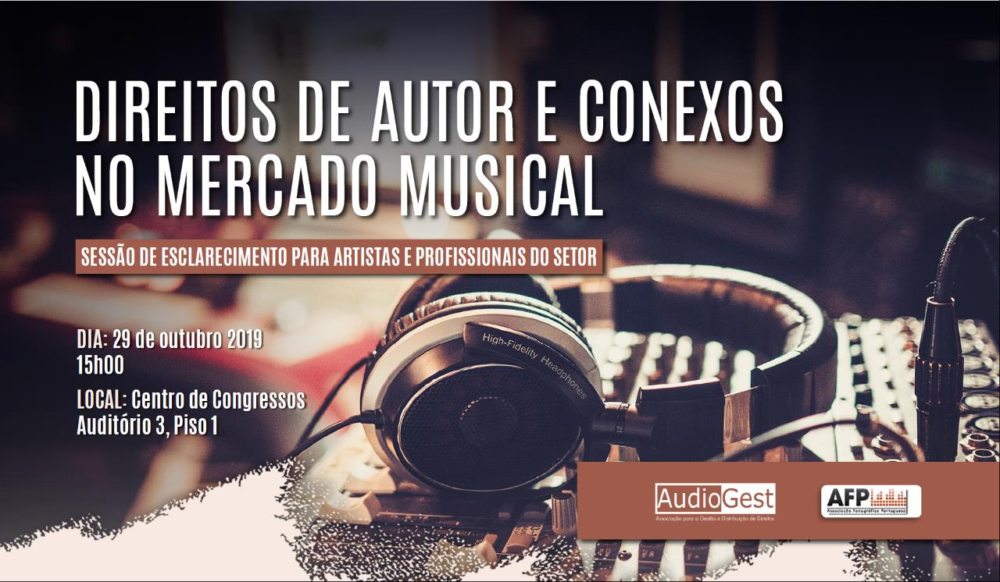 DIREITOS DE AUTOR E CONEXOS
NO MERCADO MUSICAL
SESSÃO DE ESCLARECIMENTO PARA ARTISTAS E PROFISSIONAIS DO SETOR
DIA: 29 de outubro 2019
15h00
LOCAL: Centro de Congressos
Auditório 3, Piso 1
High-Fidelity Headphones
AudioGest
Associação para a Gestão e Distribuição de Direitos
AFP
Associação Fonográfica Portuguesa